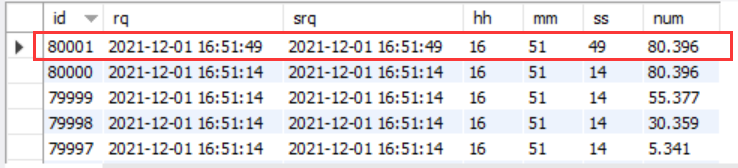 id rq srq hh mm ss num
80001 2021-12-01 16:51:49 2021-12-01 16:51:49 16 51 49 80.396
80000 2021-12-01 16:51:14 2021-12-01 16:51:14 16 51 14 80.396
79999 2021-12-01 16:51:14 2021-12-01 16:51:14 16 51 14 55.377
79998 2021-12-01 16:51:14 2021-12-01 16:51:14 16 51 14 30.359
79997 2021-12-01 16:51:14 2021-12-01 16:51:14 16 51 14 5.341